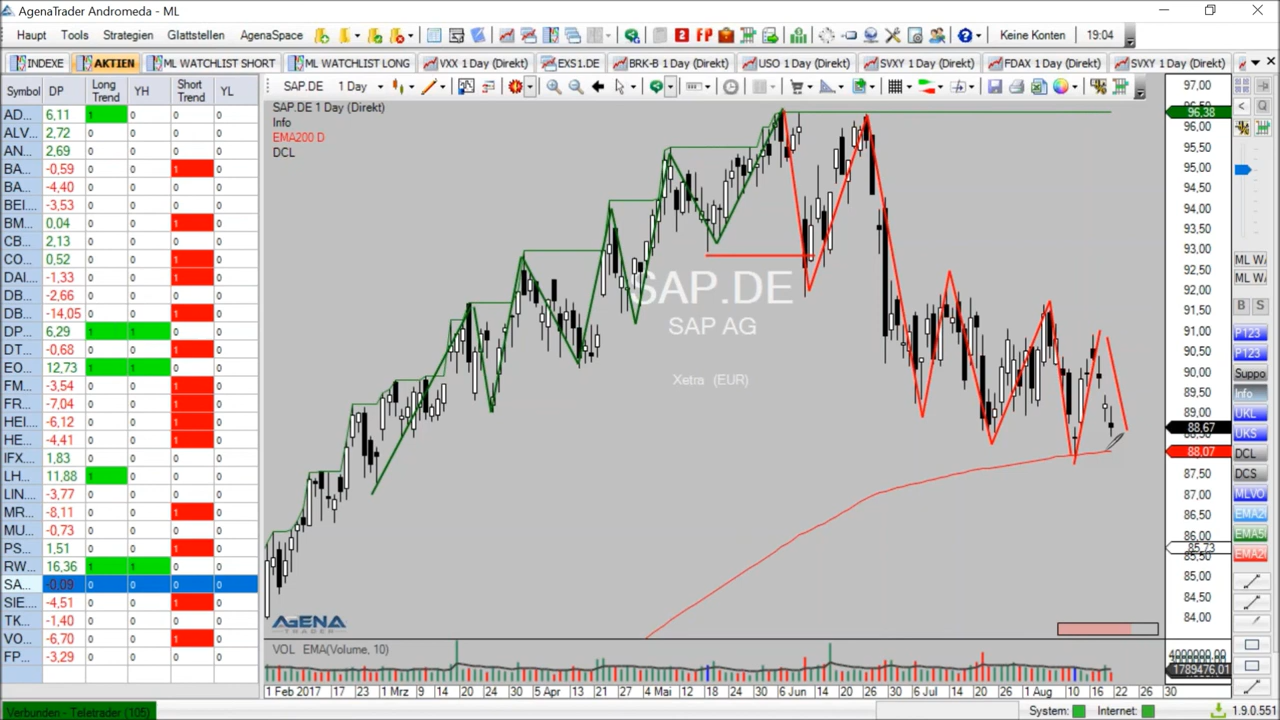 AgenaTrader Andromeda - ML
Haupt Tools Strategien Glattstellen AgenaSpace Keine Konten 19:04
INDEXE AKTIEN ML WATCHLIST SHORT ML WATCHLIST LONG VXX 1 Day (Direkt) EXS1.DE BRK-B 1 Day (Direkt) USO 1 Day (Direkt) SVXY 1 Day (Direkt) FDAX 1 Day (Direkt) SVXY 1 Day (Direkt)
Symbol DP Long Trend YH Short Trend
SAP.DE 1 Day
SAP.DE 1 Day (Direkt)
Info
EMA200 D
DCL
AD... 6,11 1 0 0 0
ALV... 2,72 0 0 0 0
AN... 2,69 0 0 0 0
BA... -0,59 0 0 1 0
BA... -4,40 0 0 0 0
BEI... -3,53 0 0 0 0
BM... 0,04 0 0 1 0
CB... 2,13 0 0 0 0
CO... 0,52 0 0 1 0
DAI... -1,33 0 0 1 0
DB... -2,66 0 0 0 0
DB... -14,05 0 0 1 0
DP... 6,29 1 1 0 0
DT... -0,68 0 0 1 0
EO... 12,73 1 1 0 0
FM... -3,54 0 0 1 0
FR... -7,04 0 0 1 0
HEI... -6,12 0 0 1 0
HE... -4,41 0 0 1 0
IFX... 1,83 0 0 0 0
LH... 11,88 1 0 0 0
LIN... -3,77 0 0 0 0
MR... -8,11 0 0 1 0
MU... -0,73 0 0 0 0
PS... 1,51 0 0 1 0
RW... 16,36 1 1 0 0
SA... -0,09 0 0 0 0
SIE... -4,51 0 0 1 0
TK... -1,40 0 0 0 0
VO... -6,70 0 0 1 0
FP... -3,29 0 0 0 0
SAP.DE
SAP AG
Xetra (EUR)
AGENA
TRADER
97,00
96,38
96,00
95,50
95,00
94,50
94,00
93,50
93,00
92,50
92,00
91,50
91,00
90,50
90,00
89,50
89,00
88,67
88,07
87,50
87,00
86,50
86,00
85,73
85,50
85,00
84,50
84,00
ML WA
ML WA
B S
P123
P123
Suppo
Info
UKL
UKS
DCL
DCS
MLVO
EMA2
EMA5
EMA2
VOL EMA(Volume, 10)
1789476,01
1 Feb 2017 17 23 1 Mrz 9 14 22 28 5 Apr 13 21 27 4 Mai 12 18 24 30 6 Jun 14 20 26 6 Jul 14 20 26 1 Aug 10 16 22 26 30
Verbunden - Teletrader (105) System: Internet: 1.9.0.551